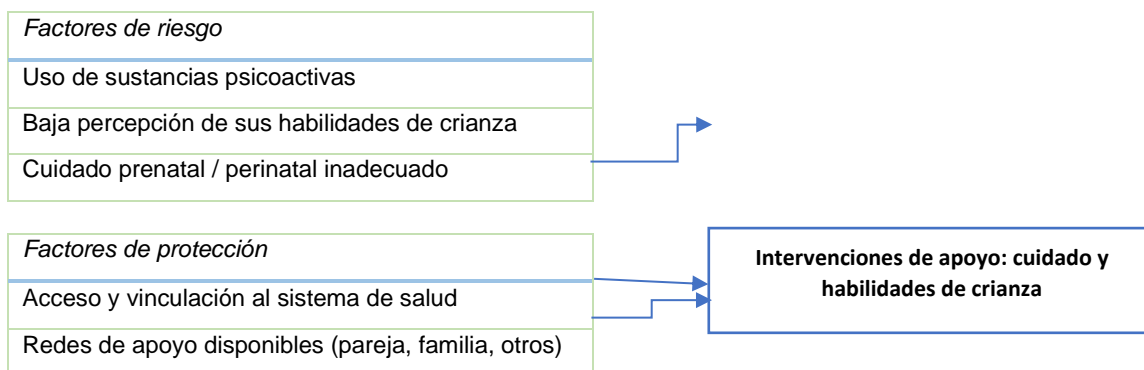 Factores de riesgo
Uso de sustancias psicoactivas
Baja percepción de sus habilidades de crianza
Cuidado prenatal / perinatal inadecuado
Factores de protección
Acceso y vinculación al sistema de salud
Redes de apoyo disponibles (pareja, familia, otros)
Intervenciones de apoyo: cuidado y
habilidades de crianza